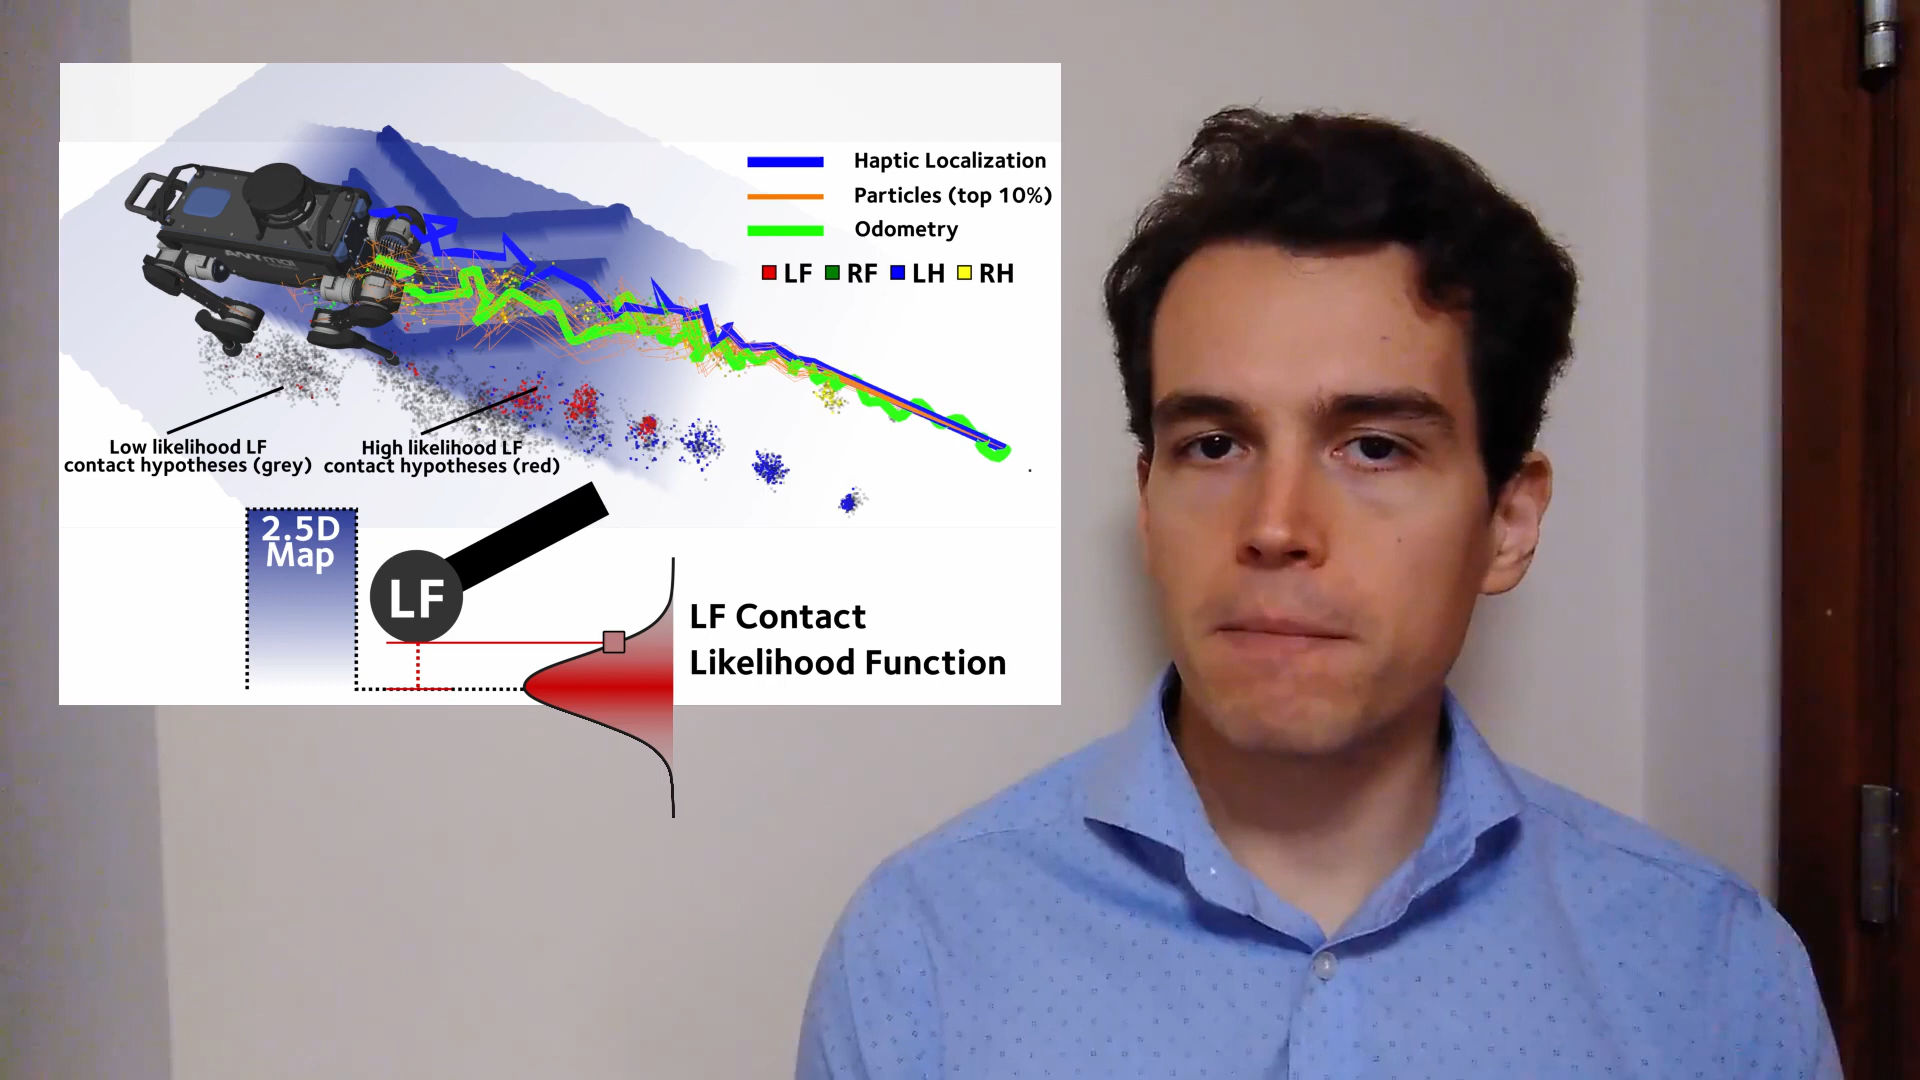 Haptic Localization
Particles (top 10%)
Odometry
LF RF LH RH
ANYmal
Low likelihood LF
contact hypotheses (grey)
High likelihood LF
contact hypotheses (red)
2.5D
Map
LF
LF Contact
Likelihood Function